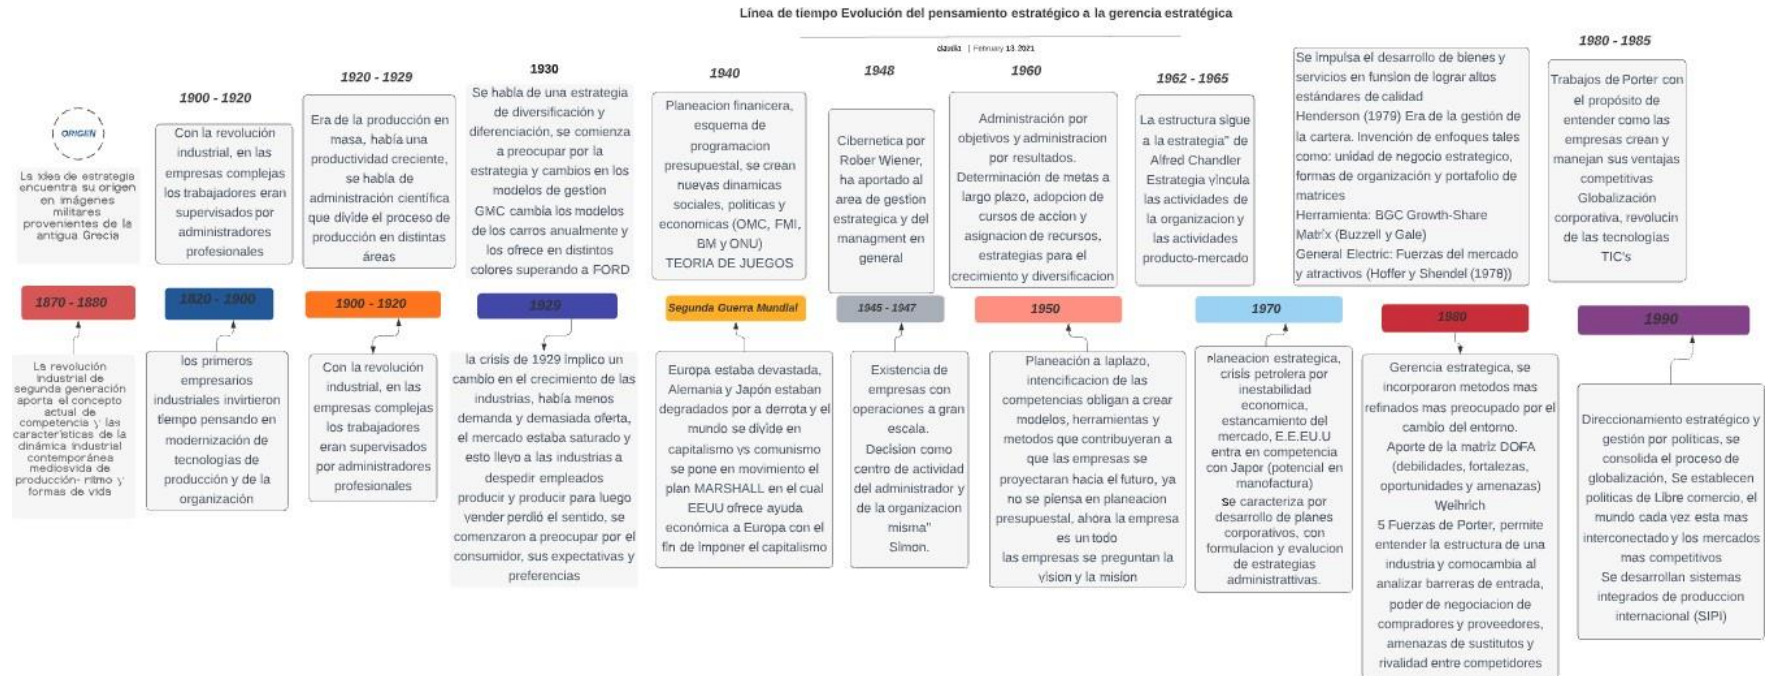 Línea de tiempo Evolución del pensamiento estratégico a la gerencia estratégica
claudia | February 13, 2021
ORIGEN
La idea de estrategia
encuentra su origen
en imágenes
militares
provenientes de la
antigua Grecia
1900 - 1920
Con la revolución
industrial, en las
empresas complejas
los trabajadores eran
supervisados por
administradores
profesionales
1920 - 1929
Era de la producción en
masa, había una
productividad creciente,
se habla de
administración científica
que divide el proceso de
producción en distintas
áreas
1930
Se habla de una estrategia
de diversificación y
diferenciación, se comienza
a preocupar por la
estrategia y cambios en los
modelos de gestion
GMC cambia los modelos
de los carros anualmente y
los ofrece en distintos
colores superando a FORD
1940
Planeacion finanicera,
esquema de
programacion
presupuestal, se crean
nuevas dinamicas
sociales, politicas y
economicas (OMC, FMI,
BM y ONU)
TEORIA DE JUEGOS
1948
Cibernetica por
Rober Wiener,
ha aportado al
area de gestion
estrategica y del
managment en
general
1960
Administración por
objetivos y administracion
por resultados.
Determinación de metas a
largo plazo, adopcion de
cursos de accion y
asignacion de recursos,
estrategias para el
crecimiento y diversificacion
1962 - 1965
La estructura sigue
a la estrategia" de
Alfred Chandler
Estrategia vincula
las actividades de
la organizacion y
las actividades
producto-mercado
Se impulsa el desarrollo de bienes y
servicios en funsion de lograr altos
estándares de calidad
Henderson (1979) Era de la gestión de
la cartera. Invención de enfoques tales
como: unidad de negocio estrategico,
formas de organización y portafolio de
matrices
Herramienta: BGC Growth-Share
Matrix (Buzzell y Gale)
General Electric: Fuerzas del mercado
y atractivos (Hoffer y Shendel (1978))
1980 - 1985
Trabajos de Porter con
el propósito de
entender como las
empresas crean y
manejan sus ventajas
competitivas
Globalización
corporativa, revolucin
de las tecnologías
TIC's
1870 - 1880
1820 - 1900
1900 - 1920
1929
Segunda Guerra Mundial
1945 - 1947
1950
1970
1980
1990
La revolución
industrial de
segunda generación
aporta el concepto
actual de
competencia y las
características de la
dinámica industrial
contemporánea
mediosvida de
producción- ritmo y
formas de vida
los primeros
empresarios
industriales invirtieron
tiempo pensando en
modernización de
tecnologías de
producción y de la
organización
Con la revolución
industrial, en las
empresas complejas
los trabajadores
eran supervisados
por administradores
profesionales
la crisis de 1929 implico un
cambio en el crecimiento de las
industrias, había menos
demanda y demasiada oferta,
el mercado estaba saturado y
esto llevo a las industrias a
despedir empleados
producir y producir para luego
vender perdió el sentido, se
comenzaron a preocupar por el
consumidor, sus expectativas y
preferencias
Europa estaba devastada,
Alemania y Japón estaban
degradados por a derrota y el
mundo se divide en
capitalismo vs comunismo
se pone en movimiento el
plan MARSHALL en el cual
EEUU ofrece ayuda
económica a Europa con el
fin de imponer el capitalismo
Existencia de
empresas con
operaciones a gran
escala.
Decision como
centro de actividad
del administrador y
de la organizacion
misma"
Simon.
Planeación a laplazo,
intencificacion de las
competencias obligan a crear
modelos, herramientas y
metodos que contribuyeran a
que las empresas se
proyectaran hacia el futuro, ya
no se piensa en planeacion
presupuestal, ahora la empresa
es un todo
las empresas se preguntan la
vision y la mision
Planeacion estrategica,
crisis petrolera por
inestabilidad
economica,
estancamiento del
mercado, E.E.EU.U
entra en competencia
con Japor (potencial en
manofactura)
Se caracteriza por
desarrollo de planes
corporativos, con
formulacion y evalucion
de estrategias
administrattivas.
Gerencia estrategica, se
incorporaron metodos mas
refinados mas preocupado por el
cambio del entorno.
Aporte de la matriz DOFA
(debilidades, fortalezas,
oportunidades y amenazas)
Weihrich
5 Fuerzas de Porter, permite
entender la estructura de una
industria y comocambia al
analizar barreras de entrada,
poder de negociacion de
compradores y proveedores,
amenazas de sustitutos y
rivalidad entre competidores
Direccionamiento estratégico y
gestión por políticas, se
consolida el proceso de
globalización, Se establecen
politicas de Libre comercio, el
mundo cada vez esta mas
interconectado y los mercados
mas competitivos
Se desarrollan sistemas
integrados de produccion
internacional (SIPI)